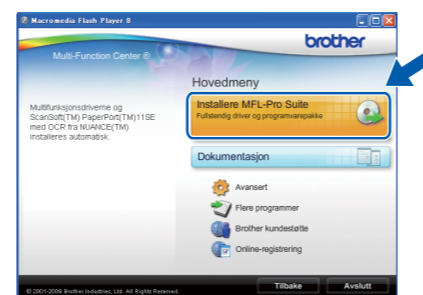 Macromedia Flash Player 8
brother
Multi-Function Center ®
Hovedmeny
Multifunksjonsdriverne og
ScanSoft(TM) PaperPort(TM)11SE
med OCR fra NUANCE(TM)
installeres automatisk.
Installere MFL-Pro Suite
Fullstendig driver og programvarepakke
Dokumentasjon
Avansert
Flere programmer
Brother kundestøtte
Online-registrering
© 2001-2009 Brother Industries, Ltd. All Rights Reserved.
Tilbake
Avslutt